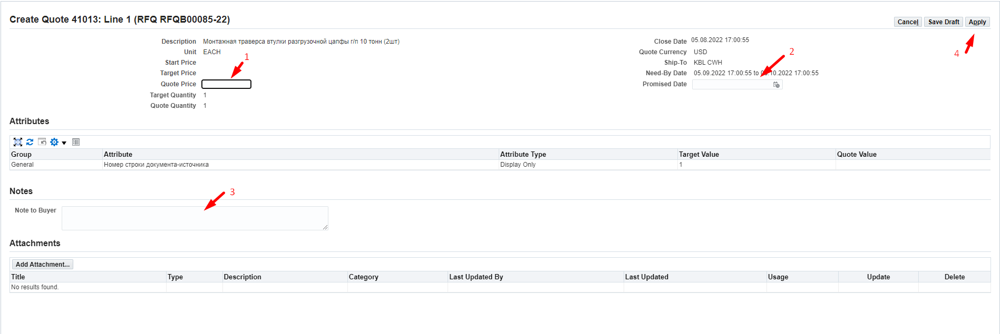 Create Quote 41013: Line 1 (RFQ RFQB00085-22)
Cancel Save Draft Apply
4
Description Монтажная траверса втулки разгрузочной цапфы г/п 10 тонн (2шт)
Unit EACH
1
Start Price
Target Price
Quote Price
Target Quantity 1
Quote Quantity 1
Close Date 05.08.2022 17:00:55
Quote Currency USD
2
Ship-To KBL CWH
Need-By Date 05.09.2022 17:00:55 to .10.2022 17:00:55
Promised Date
Attributes
Group Attribute Attribute Type Target Value Quote Value
General Номер строки документа-источника Display Only 1
Notes
3
Note to Buyer
Attachments
Add Attachment...
Title Type Description Category Last Updated By Last Updated Usage Update Delete
No results found.